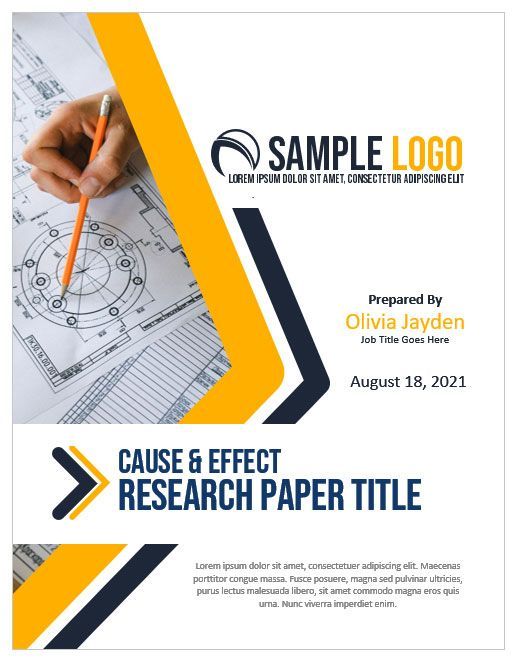 SAMPLE LOGO
LOREM IPSUM DOLOR SIT AMET, CONSECTETUR ADIPISCING ELIT
Prepared By
Olivia Jayden
Job Title Goes Here
August 18, 2021
CAUSE & EFFECT
RESEARCH PAPER TITLE
Lorem ipsum dolor sit amet, consectetuer adipiscing elit. Maecenas
porttitor congue massa. Fusce posuere, magna sed pulvinar ultricies,
purus lectus malesuada libero, sit amet commodo magna eros quis
urna. Nunc viverra imperdiet enim.